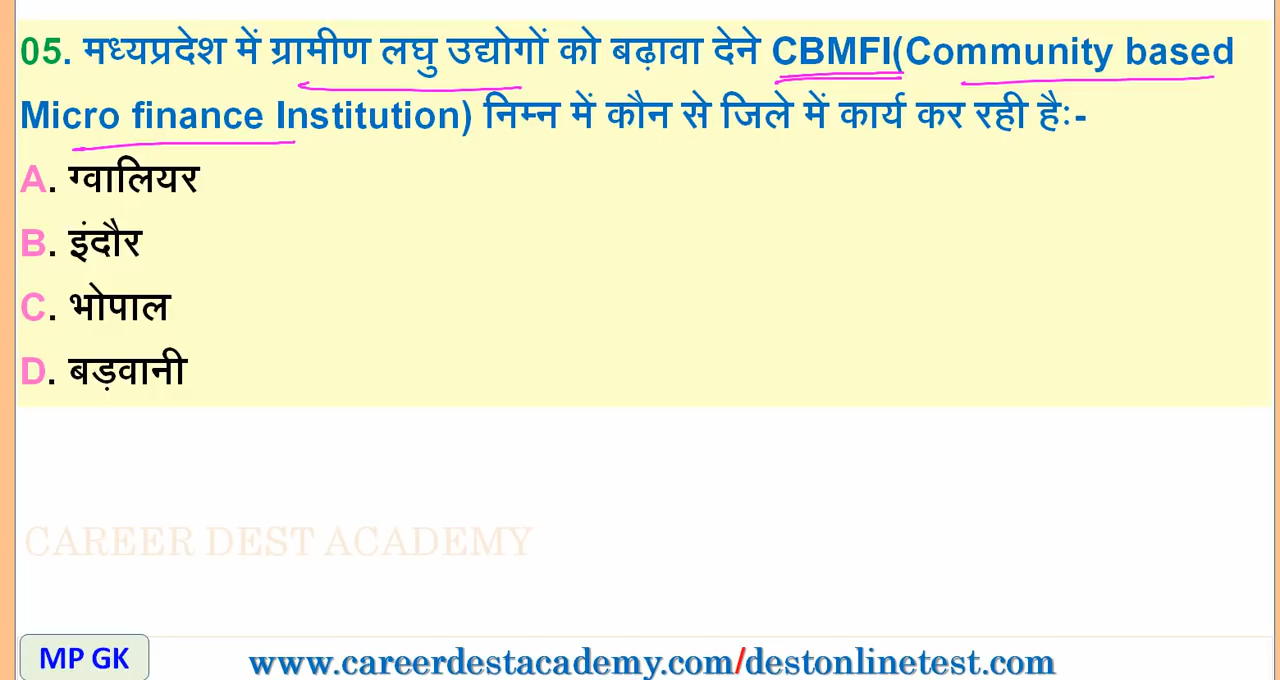 05. मध्यप्रदेश में ग्रामीण लघु उद्योगों को बढ़ावा देने CBMFI(Community based
Micro finance Institution) निम्न में कौन से जिले में कार्य कर रही हैः-
A. ग्वालियर
B. इंदौर
C. भोपाल
D. बड़वानी
CAREER DEST ACADEMY
MP GK
www.careerdestacademy.com/destonlinetest.com